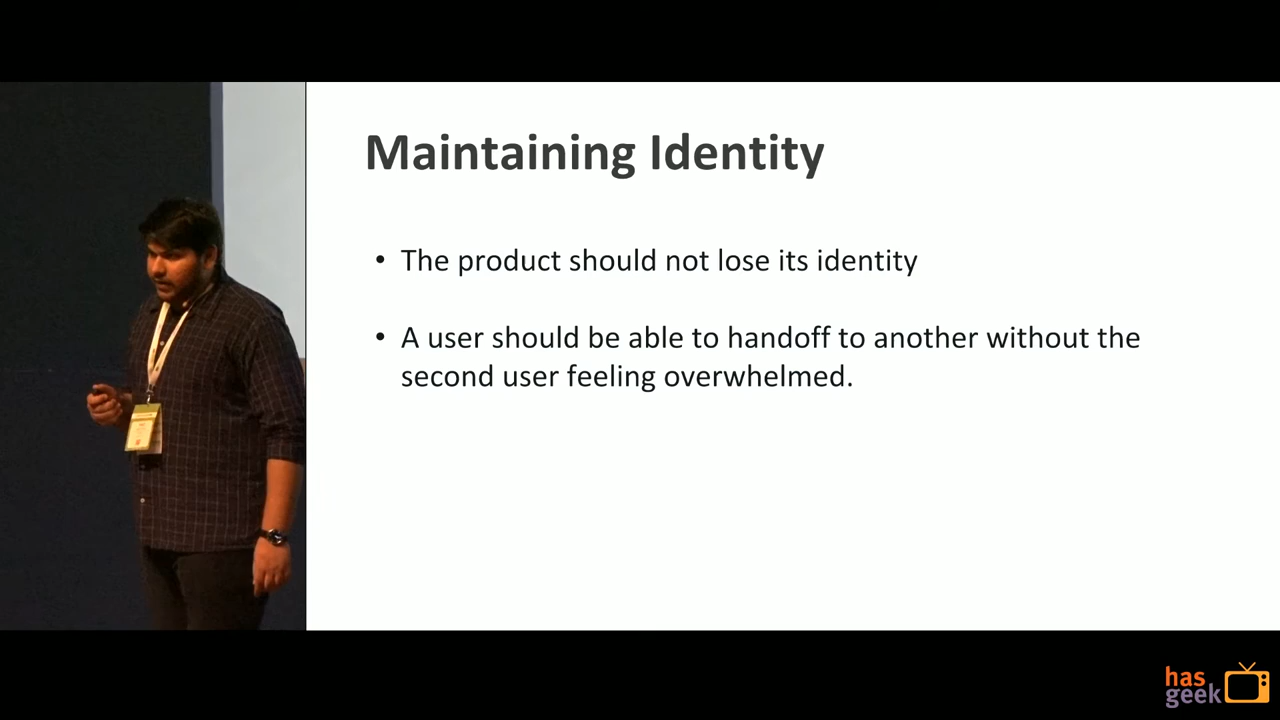 Maintaining Identity
• The product should not lose its identity
• A user should be able to handoff to another without the
second user feeling overwhelmed.
has
geek